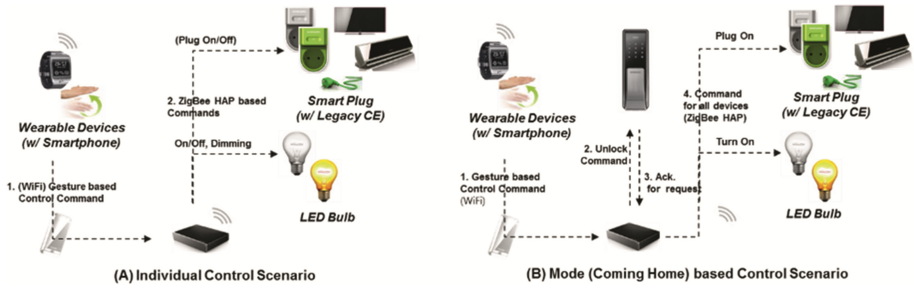 (Plug On/Off)
2. ZigBee HAP based
Commands
Smart Plug
(w/ Legacy CE)
Wearable Devices
(w/ Smartphone)
On/Off, Dimming
1. (WiFi) Gesture based
Control Command
LED Bulb
(A) Individual Control Scenario
Plug On
4. Command
for all devices
(ZigBee HAP)
Smart Plug
(w/ Legacy CE)
Wearable Devices
(w/ Smartphone)
2. Unlock
Command
Turn On
1. Gesture based
Control Command
(WiFi)
3. Ack.
for request
LED Bulb
(B) Mode (Coming Home) based Control Scenario